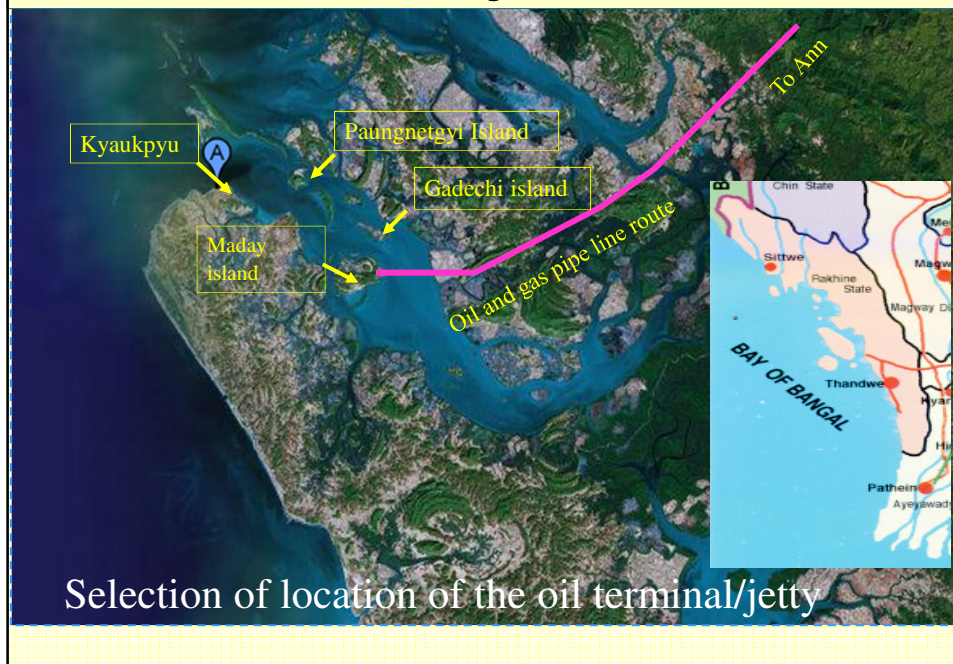 Kyaukpyu
A
Paungnetgyi Island
Gadechi island
Maday
island
To Ann
Oil and gas pipe line route
Chin State
Sittwe
Rakhine
State
Magway
BAY OF BANGAL
Thandwe
Pathein
Selection of location of the oil terminal/jetty